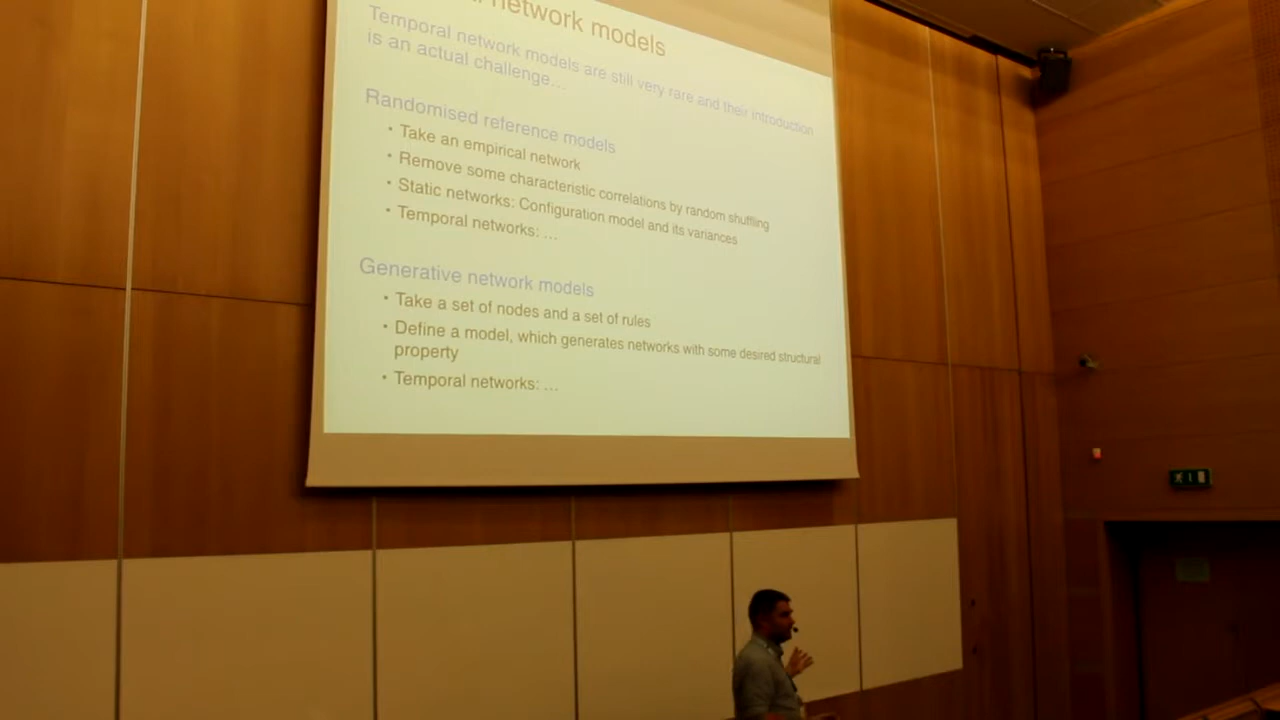 network models
Temporal network models are still very rare and their introduction
is an actual challenge…
Randomised reference models
• Take an empirical network
• Remove some characteristic correlations by random shuffling
• Static networks: Configuration model and its variances
• Temporal networks: …
Generative network models
• Take a set of nodes and a set of rules
• Define a model, which generates networks with some desired structural
property
• Temporal networks: …